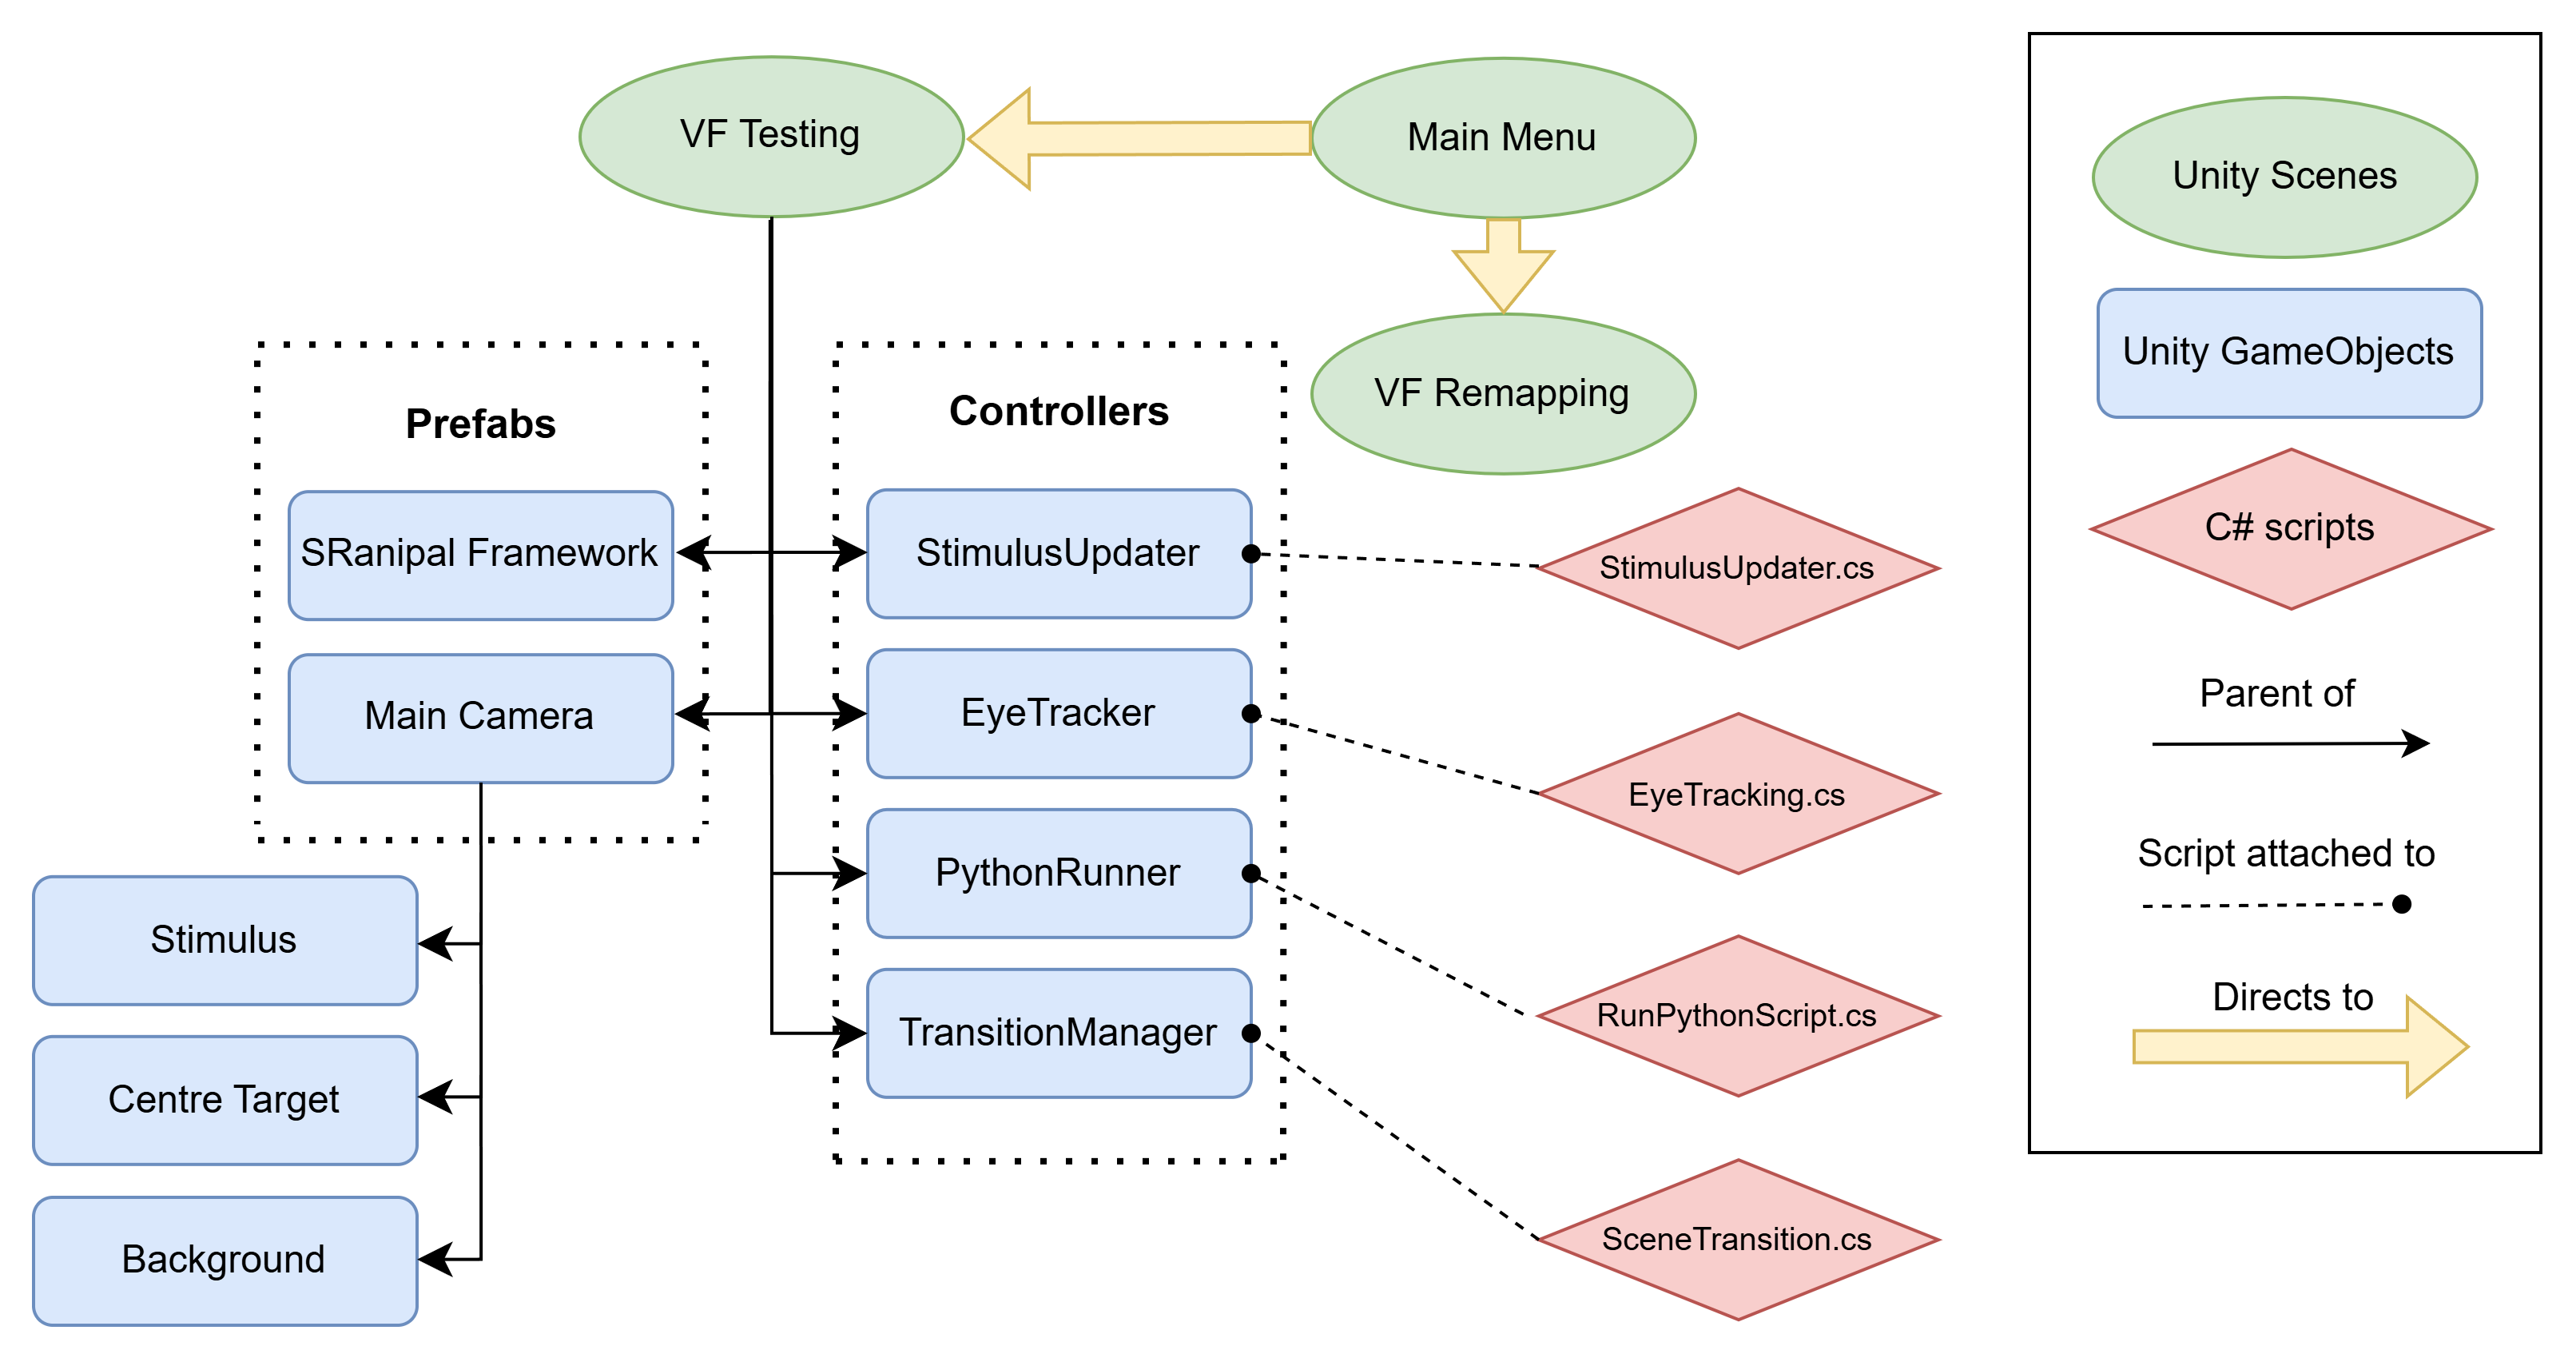 VF Testing
Main Menu
VF Remapping
Prefabs
SRanipal Framework
Main Camera
Stimulus
Centre Target
Background
Controllers
StimulusUpdater
EyeTracker
PythonRunner
TransitionManager
StimulusUpdater.cs
EyeTracking.cs
RunPythonScript.cs
SceneTransition.cs
Unity Scenes
Unity GameObjects
C# scripts
Parent of
Script attached to
Directs to